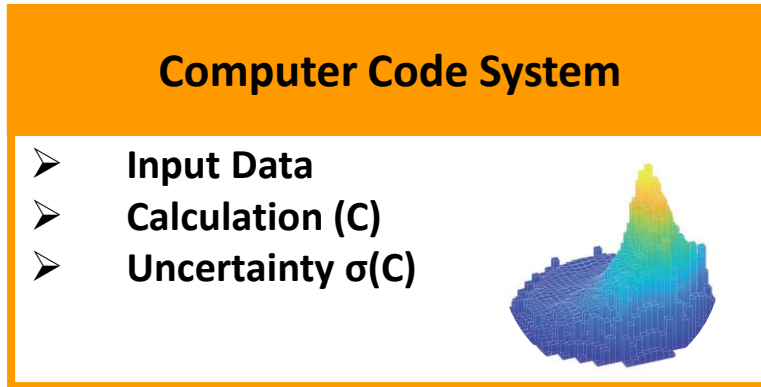 Computer Code System
➢ Input Data
➢ Calculation (C)
➢ Uncertainty σ(C)